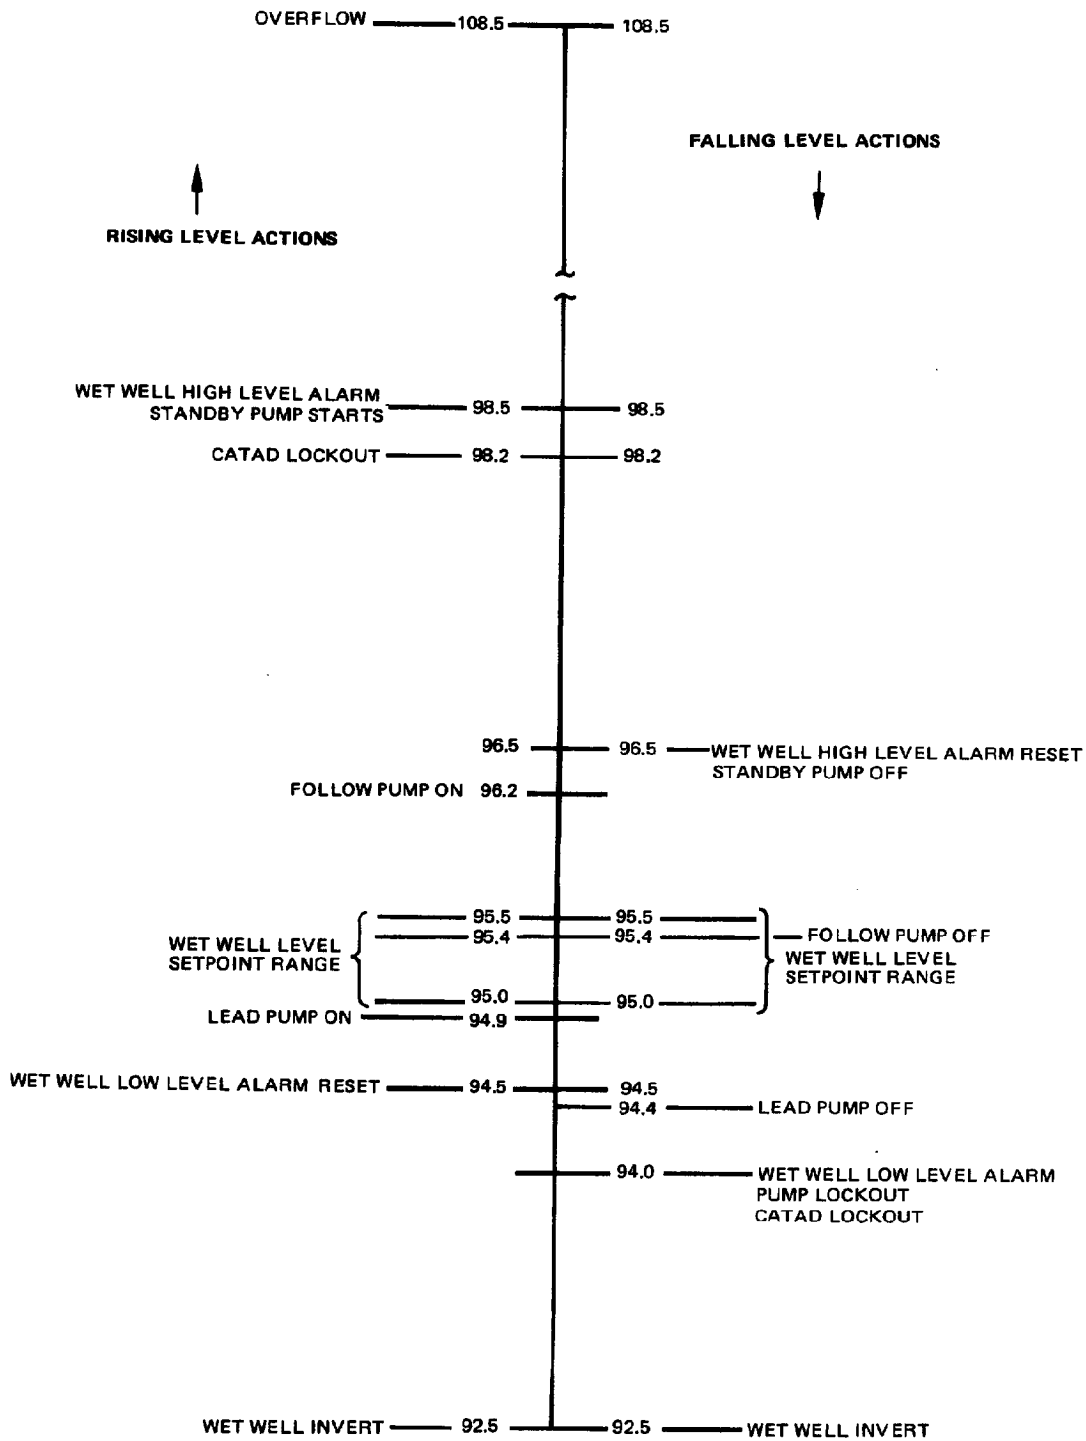 OVERFLOW 108.5 108.5
FALLING LEVEL ACTIONS
RISING LEVEL ACTIONS
WET WELL HIGH LEVEL ALARM
STANDBY PUMP STARTS 98.5 98.5
CATAD LOCKOUT 98.2 98.2
96.5 96.5 WET WELL HIGH LEVEL ALARM RESET
STANDBY PUMP OFF
FOLLOW PUMP ON 96.2
95.5 95.5
95.4 95.4 FOLLOW PUMP OFF
WET WELL LEVEL
SETPOINT RANGE
WET WELL LEVEL
SETPOINT RANGE
95.0 95.0
LEAD PUMP ON 94.9
WET WELL LOW LEVEL ALARM RESET 94.5 94.5
94.4 LEAD PUMP OFF
94.0 WET WELL LOW LEVEL ALARM
PUMP LOCKOUT
CATAD LOCKOUT
WET WELL INVERT 92.5 92.5 WET WELL INVERT